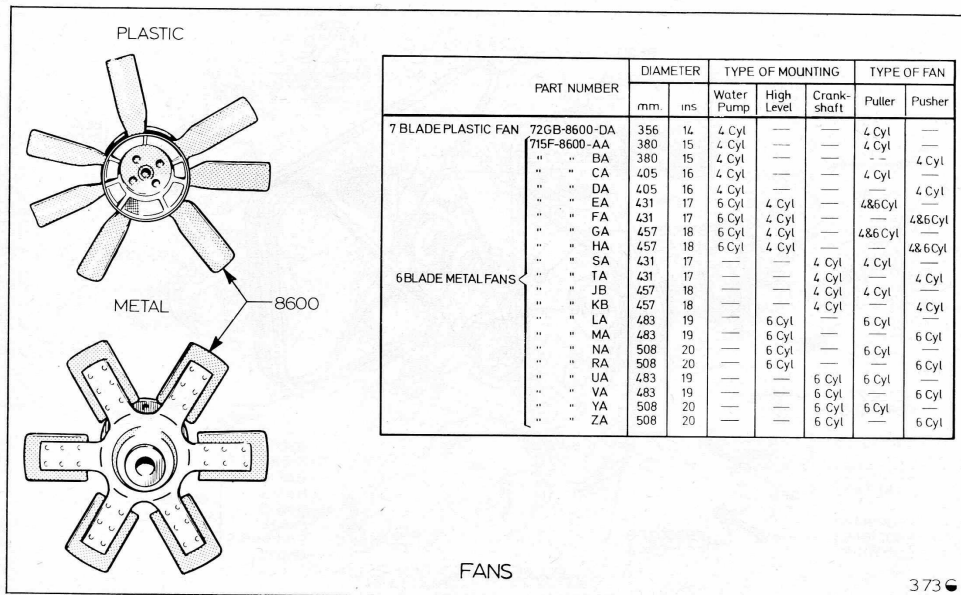 PLASTIC
METAL
8600
PART NUMBER DIAMETER TYPE OF MOUNTING TYPE OF FAN
mm. ins Water Pump High Level Crank-shaft Puller Pusher
7 BLADE PLASTIC FAN 72GB-8600-DA 356 14 4 Cyl — — 4 Cyl —
715F-8600-AA 380 15 4 Cyl — — 4 Cyl —
" " BA 380 15 4 Cyl — — -- 4 Cyl
" " CA 405 16 4 Cyl — — 4 Cyl —
" " DA 405 16 4 Cyl — — — 4 Cyl
" " EA 431 17 6 Cyl 4 Cyl — 4&6Cyl —
" " FA 431 17 6 Cyl 4 Cyl — — 4&6Cyl
" " GA 457 18 6 Cyl 4 Cyl — 4&6Cyl —
" " HA 457 18 6 Cyl 4 Cyl — — 4&6Cyl
" " SA 431 17 — — 4 Cyl 4 Cyl —
6 BLADE METAL FANS " " TA 431 17 — — 4 Cyl — 4 Cyl
" " JB 457 18 — — 4 Cyl 4 Cyl —
" " KB 457 18 — — 4 Cyl — 4 Cyl
" " LA 483 19 — 6 Cyl — 6 Cyl —
" " MA 483 19 — 6 Cyl — — 6 Cyl
" " NA 508 20 — 6 Cyl — 6 Cyl —
" " RA 508 20 — 6 Cyl — — 6 Cyl
" " UA 483 19 — — 6 Cyl 6 Cyl —
" " VA 483 19 — — 6 Cyl — 6 Cyl
" " YA 508 20 — — 6 Cyl 6 Cyl —
" " ZA 508 20 — — 6 Cyl — 6 Cyl
FANS
373